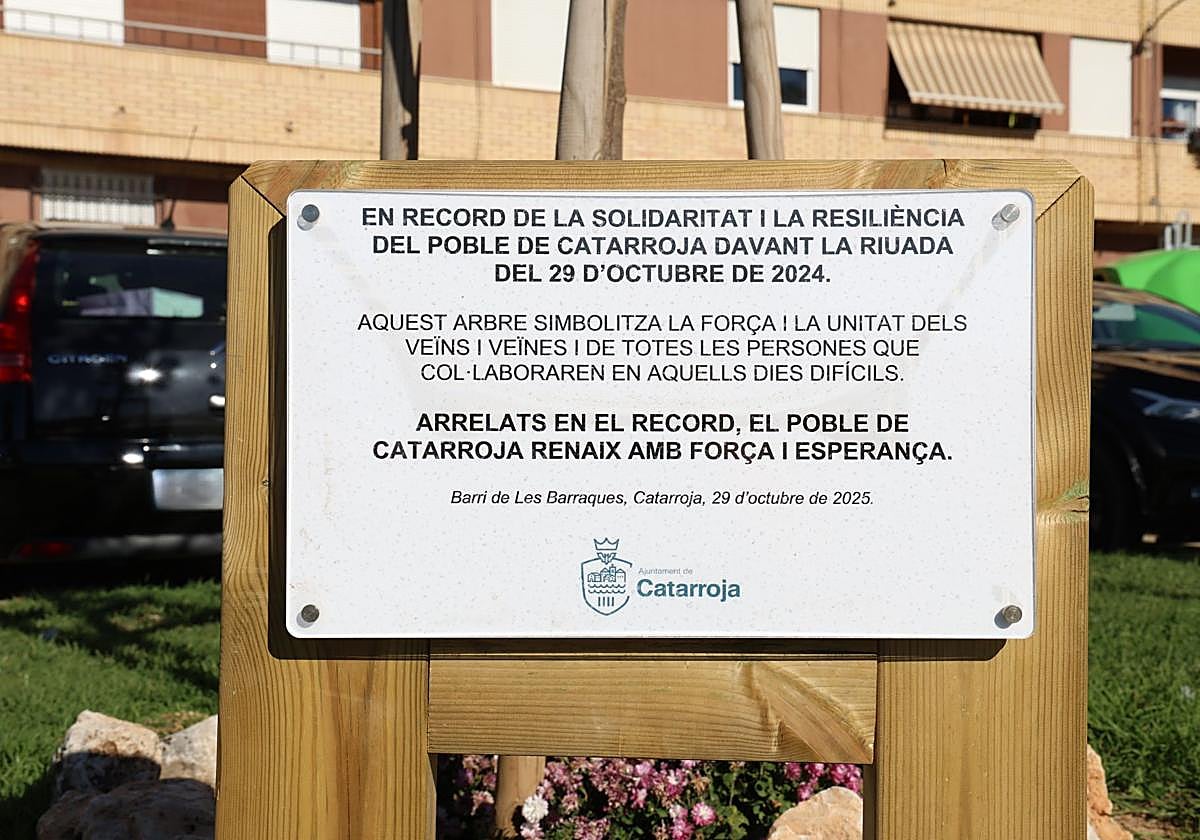 EN RECORD DE LA SOLIDARITAT I LA RESILIÈNCIA
DEL POBLE DE CATARROJA DAVANT LA RIUADA
DEL 29 D'OCTUBRE DE 2024.
AQUEST ARBRE SIMBOLITZA LA FORÇA I LA UNITAT DELS
VEÏNS I VEÏNES I DE TOTES LES PERSONES QUE
COL·LABORAREN EN AQUELLS DIES DIFÍCILS.
ARRELATS EN EL RECORD, EL POBLE DE
CATARROJA RENAIX AMB FORÇA I ESPERANÇA.
Barri de Les Barraques, Catarroja, 29 d'octubre de 2025.
Ajuntament de
Catarroja
CITROËN